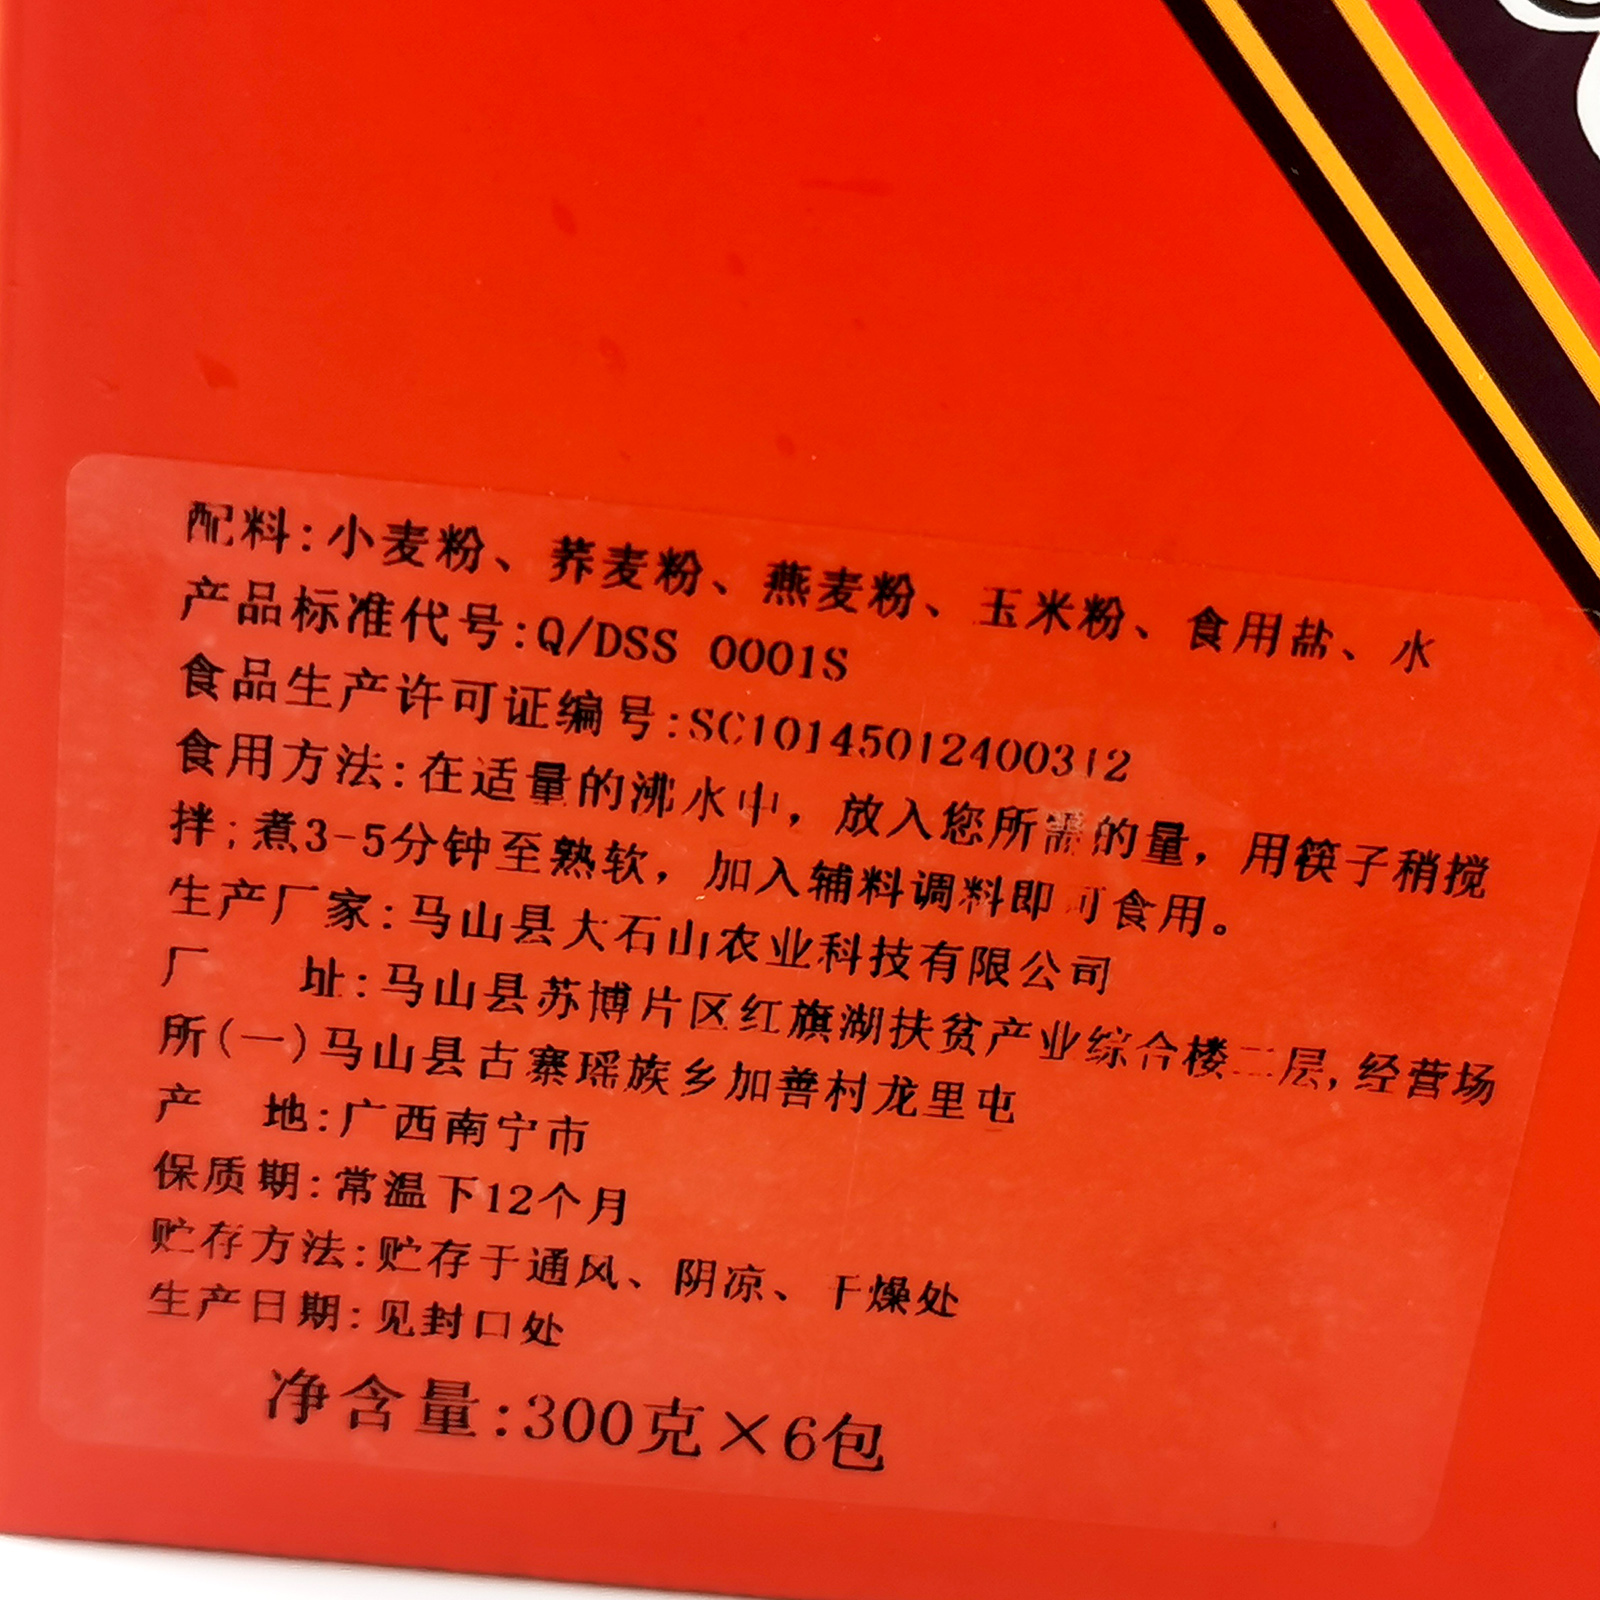 配料:小麦粉、荞麦粉、燕麦粉、玉米粉、食用盐、水
产品标准代号:Q/DSS 0001S
食品生产许可证编号:SC10145012400312
食用方法:在适量的沸水中，放入您所需的量，用筷子稍搅
拌;煮3-5分钟至熟软，加入辅料调料即可食用。
生产厂家:马山县大石山农业科技有限公司
厂 址:马山县苏博片区红旗湖扶贫产业综合楼二层,经营场
所(一)马山县古寨瑶族乡加善村龙里屯
产 地:广西南宁市
保质期:常温下12个月
贮存方法:贮存于通风、阴凉、干燥处
生产日期:见封口处
净含量:300克×6包